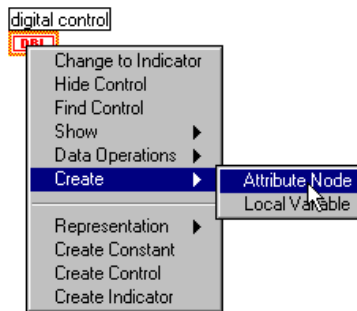 digital control
DBL
Change to Indicator
Hide Control
Find Control
Show
Data Operations
Create
Attribute Node
Local Variable
Representation
Create Constant
Create Control
Create Indicator